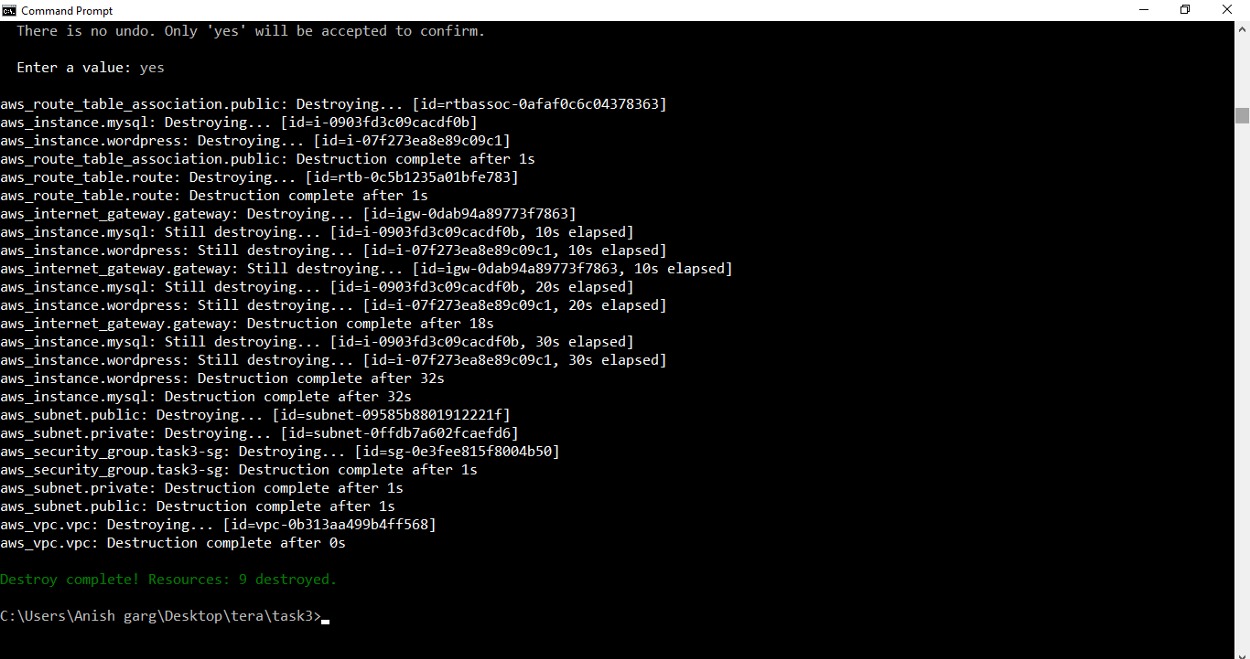 Command Prompt
There is no undo. Only 'yes' will be accepted to confirm.
Enter a value: yes
aws_route_table_association.public: Destroying... [id=rtbassoc-0afaf0c6c04378363]
aws_instance.mysql: Destroying... [id=i-0903fd3c09cacdf0b]
aws_instance.wordpress: Destroying... [id=i-07f273ea8e89c09c1]
aws_route_table_association.public: Destruction complete after 1s
aws_route_table.route: Destroying... [id=rtb-0c5b1235a01bfe783]
aws_route_table.route: Destruction complete after 1s
aws_internet_gateway.gateway: Destroying... [id=igw-0dab94a89773f7863]
aws_instance.mysql: Still destroying... [id=i-0903fd3c09cacdf0b, 10s elapsed]
aws_instance.wordpress: Still destroying... [id=i-07f273ea8e89c09c1, 10s elapsed]
aws_internet_gateway.gateway: Still destroying... [id=igw-0dab94a89773f7863, 10s elapsed]
aws_instance.mysql: Still destroying... [id=i-0903fd3c09cacdf0b, 20s elapsed]
aws_instance.wordpress: Still destroying... [id=i-07f273ea8e89c09c1, 20s elapsed]
aws_internet_gateway.gateway: Destruction complete after 18s
aws_instance.mysql: Still destroying... [id=i-0903fd3c09cacdf0b, 30s elapsed]
aws_instance.wordpress: Still destroying... [id=i-07f273ea8e89c09c1, 30s elapsed]
aws_instance.wordpress: Destruction complete after 32s
aws_instance.mysql: Destruction complete after 32s
aws_subnet.public: Destroying... [id=subnet-09585b8801912221f]
aws_subnet.private: Destroying... [id=subnet-0ffdb7a602fcaefd6]
aws_security_group.task3-sg: Destroying... [id=sg-0e3fee815f8004b50]
aws_security_group.task3-sg: Destruction complete after 1s
aws_subnet.private: Destruction complete after 1s
aws_subnet.public: Destruction complete after 1s
aws_vpc.vpc: Destroying... [id=vpc-0b313aa499b4ff568]
aws_vpc.vpc: Destruction complete after 0s
Destroy complete! Resources: 9 destroyed.
C:\Users\Anish garg\Desktop\tera\task3>